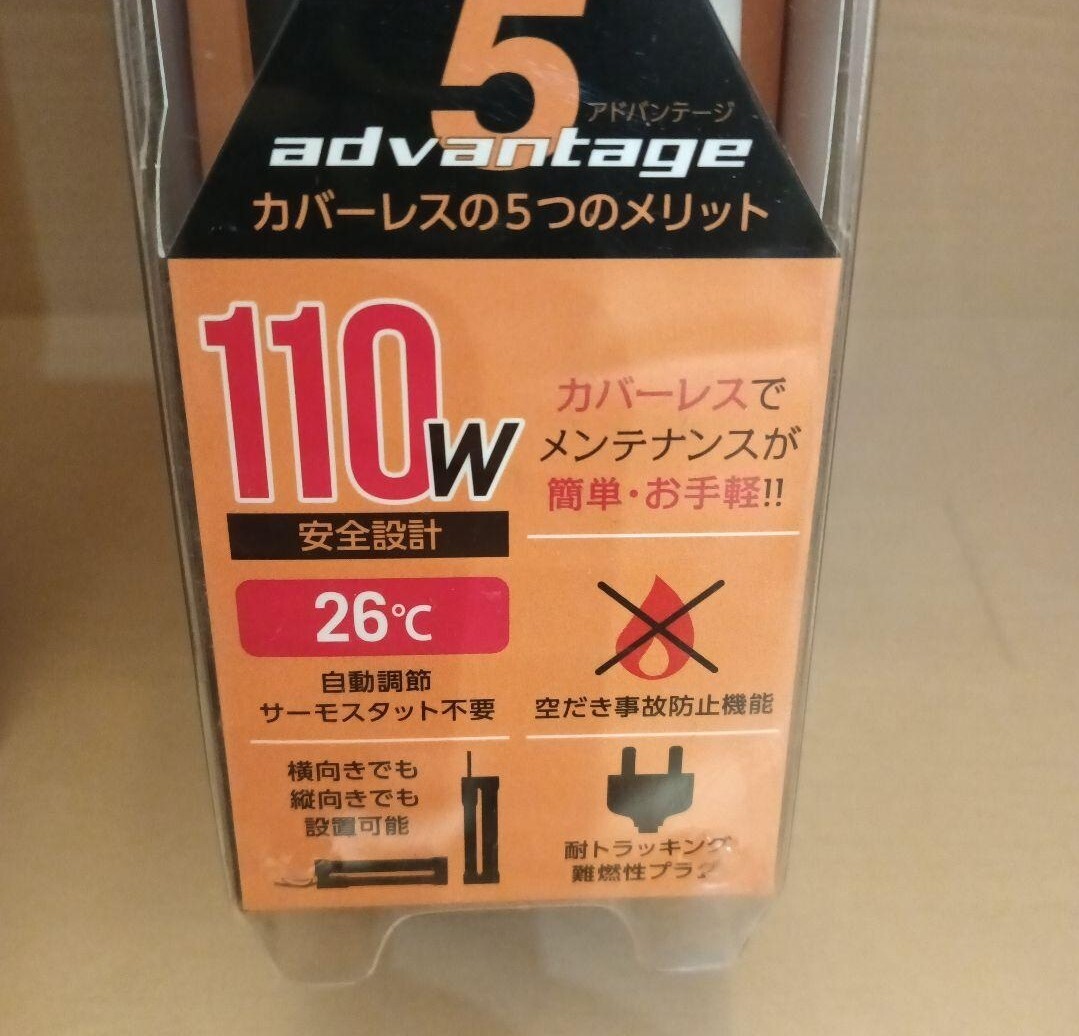 5
アドバンテージ
advantage
カバーレスの5つのメリット
110W
安全設計
カバーレスで
メンテナンスが
簡単・お手軽!!
26℃
自動調節
サーモスタット不要
空だき事故防止機能
横向きでも
縦向きでも
設置可能
耐トラッキング
難燃性プラグ